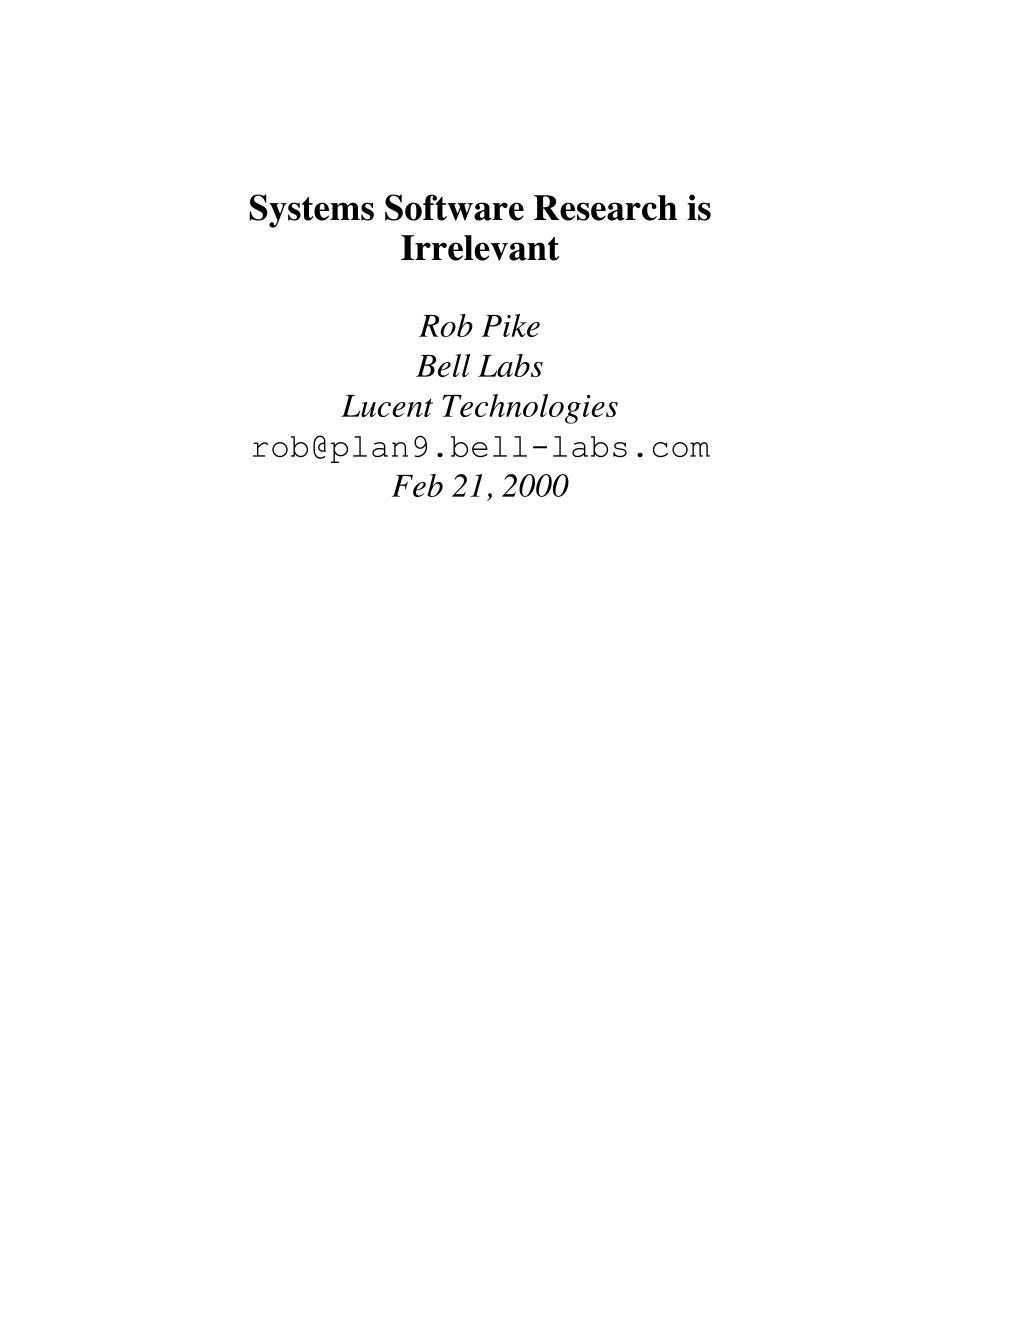 Systems Software Research is
Irrelevant
Rob Pike
Bell Labs
Lucent Technologies
rob@plan9.bell-labs.com
Feb 21, 2000